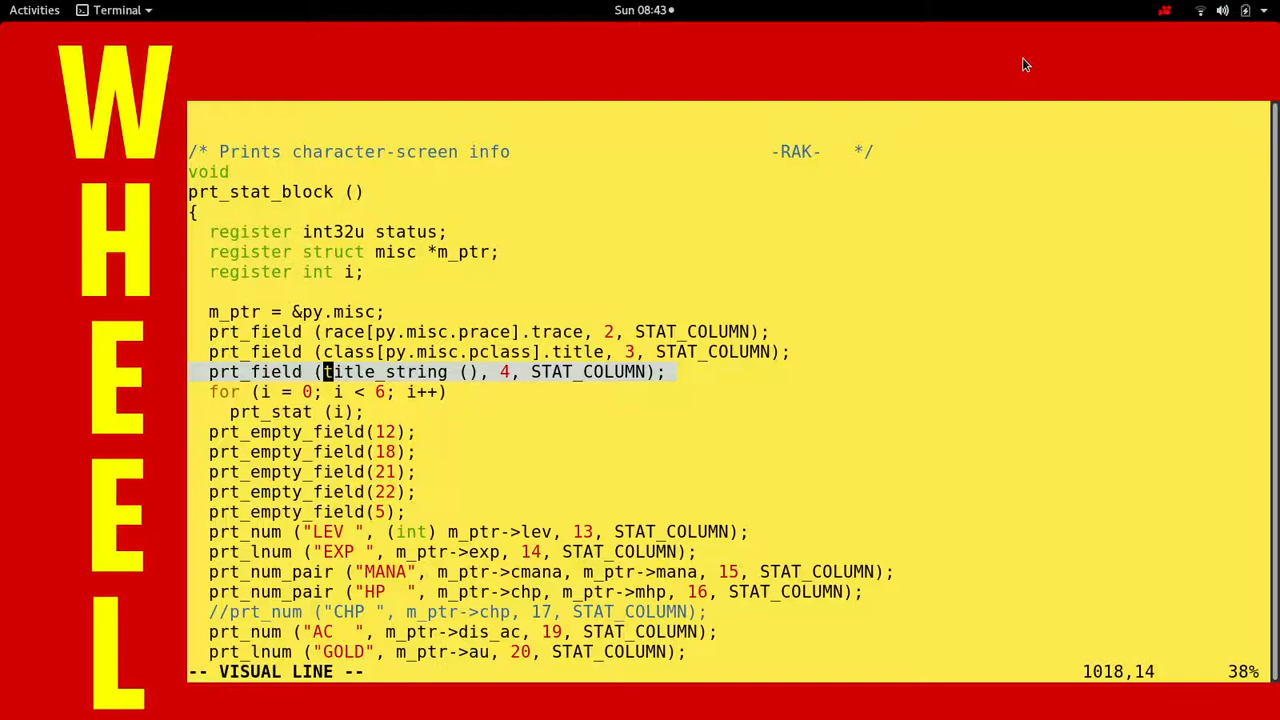 Activities Terminal Sun 08:43
WHEEL
/* Prints character-screen info -RAK- */
void
prt_stat_block ()
{
register int32u status;
register struct misc *m_ptr;
register int i;
m_ptr = &py.misc;
prt_field (race[py.misc.prace].trace, 2, STAT_COLUMN);
prt_field (class[py.misc.pclass].title, 3, STAT_COLUMN);
prt_field (title_string (), 4, STAT_COLUMN);
for (i = 0; i < 6; i++)
prt_stat (i);
prt_empty_field(12);
prt_empty_field(18);
prt_empty_field(21);
prt_empty_field(22);
prt_empty_field(5);
prt_num ("LEV ", (int) m_ptr->lev, 13, STAT_COLUMN);
prt_lnum ("EXP ", m_ptr->exp, 14, STAT_COLUMN);
prt_num_pair ("MANA", m_ptr->cmana, m_ptr->mana, 15, STAT_COLUMN);
prt_num_pair ("HP  ", m_ptr->chp, m_ptr->mhp, 16, STAT_COLUMN);
//prt_num ("CHP ", m_ptr->chp, 17, STAT_COLUMN);
prt_num ("AC  ", m_ptr->dis_ac, 19, STAT_COLUMN);
prt_lnum ("GOLD", m_ptr->au, 20, STAT_COLUMN);
-- VISUAL LINE -- 1018,14 38%